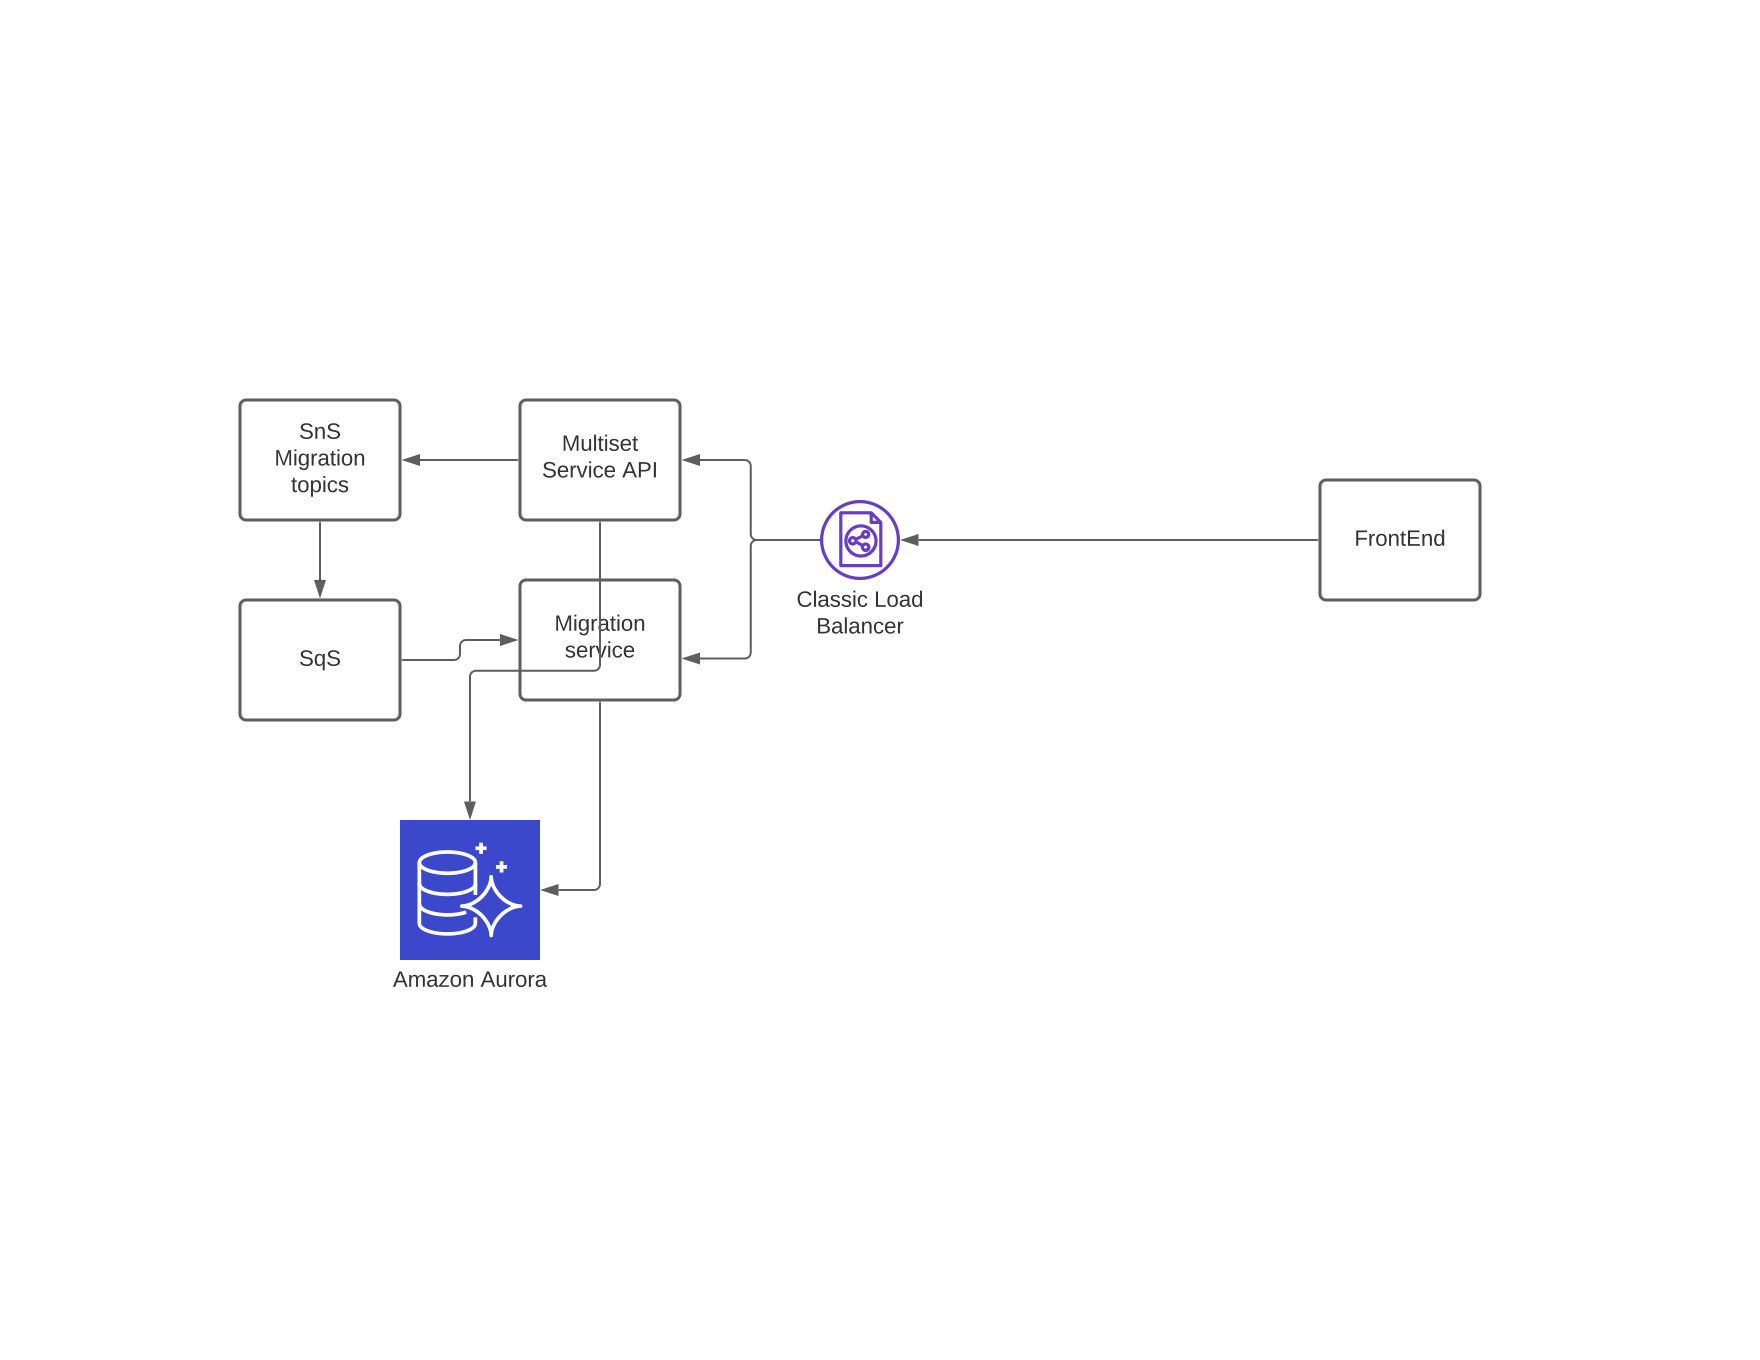 SnS
Migration
topics
Multiset
Service API
FrontEnd
Classic Load
Balancer
SqS
Migration
service
Amazon Aurora